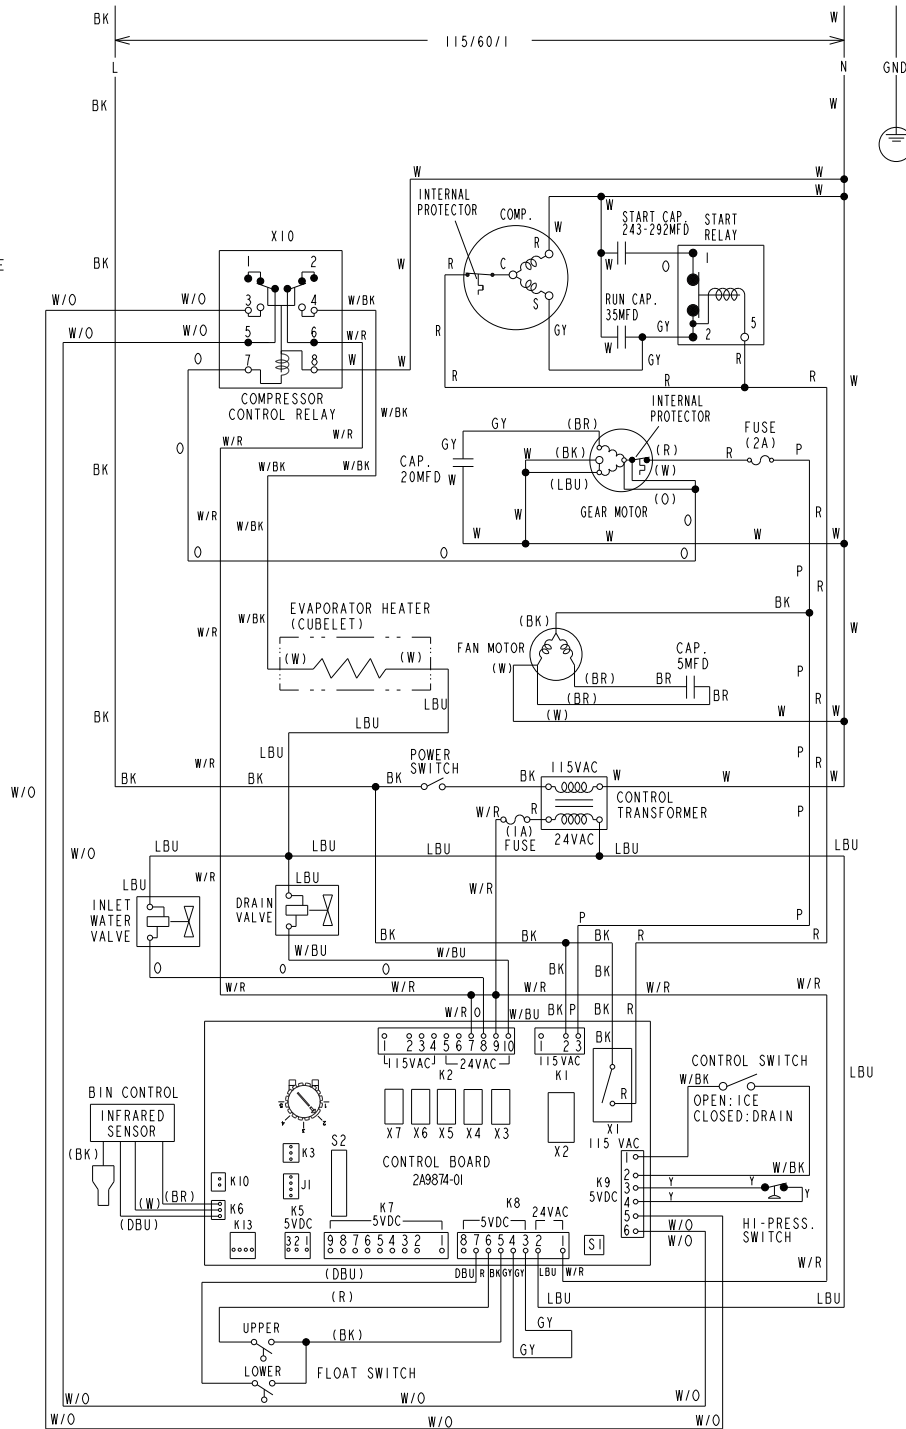 BK W
115/60/1
L N GND
BK W
W W
W
INTERNAL
PROTECTOR
COMP.
START CAP.
243-292MFD
START
RELAY
X10
1 2
BK W R W W O 1
E
R C
W/O W/O 3 4 W/BK
S
RUN CAP.
35MFD
W/O 5 6 W/R
R GY W GY 2 5
O 7 8 W W
GY R
R R R W
COMPRESSOR
CONTROL RELAY
W/BK
INTERNAL
PROTECTOR
W/R W/R
GY (BR)
FUSE
(2A)
O
BK
W/BK W/BK
CAP.
20MFD
GY W W
(BK) (R) R P
(W)
(LBU) (O)
GEAR MOTOR
W/R W/BK W O R
W W W W
O O O
P
R
BK
EVAPORATOR HEATER
(CUBELET)
W/R W/BK
(BK)
FAN MOTOR
CAP.
5MFD
W
(W) (W)
(W) (BR) BR P
(BR) BR
LBU R
BK LBU (W) W W
LBU
POWER
SWITCH
P
W/R
BK BK BK BK
115VAC
W W R W
W/O
CONTROL
TRANSFORMER
W/R R
(1A)
FUSE
24VAC
P
W/O LBU LBU LBU LBU LBU
W/R LBU LBU
W/R
INLET
WATER
VALVE
DRAIN
VALVE
P P
BK BK BK R R
W/BU W/BU
O O O BK BK
W/R W/R W/R W/R W/R
W/R O W/BU BK P BK R
BK
1 2 3 4 5 6 7 8 9 10
115VAC 24VAC
K2
1 2 3
115VAC
K1
CONTROL SWITCH
W/BK
OPEN:ICE
CLOSED:DRAIN
LBU
R
BIN CONTROL
INFRARED
SENSOR
X7 X6 X5 X4 X3
X2
X1
115 VAC
S2
K3
CONTROL BOARD
2A9874-01
(BK)
K10 J1
K9
5VDC
1 2 3 4 5 6
W/BK
Y Y
Y Y
(BR)
(W)
(DBU)
K6
K13
K5
5VDC
K7
5VDC
K8
5VDC 24VAC
W/O
W/O
HI-PRESS.
SWITCH
3 2 1
9 8 7 6 5 4 3 2 1
8 7 6 5 4 3 2 1
S1
W/R
(DBU) DBU R BK GY GY LBU W/R
(R) LBU LBU
UPPER (BK) GY
GY
LOWER
FLOAT SWITCH
W/O W/O W/O
W/O W/O W/O